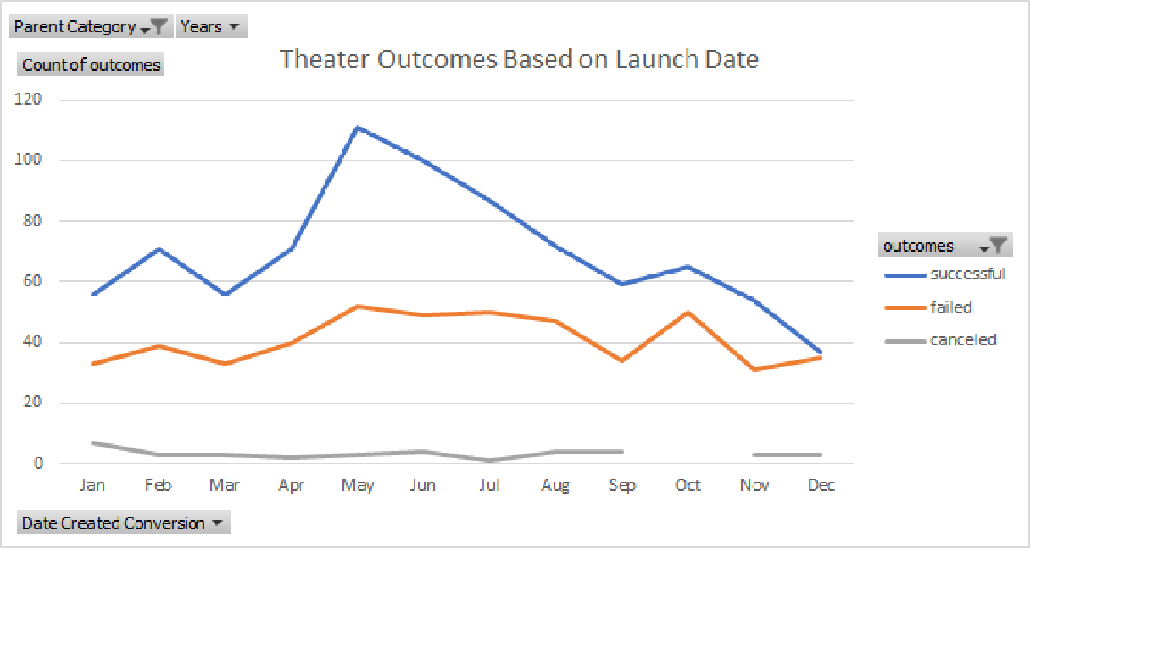 Parent Category Years
Count of outcomes
Theater Outcomes Based on Launch Date
120
100
80
60
40
20
0
Jan Feb Mar Apr May Jun Jul Aug Sep Oct Nov Dec
outcomes
successful
failed
canceled
Date Created Conversion